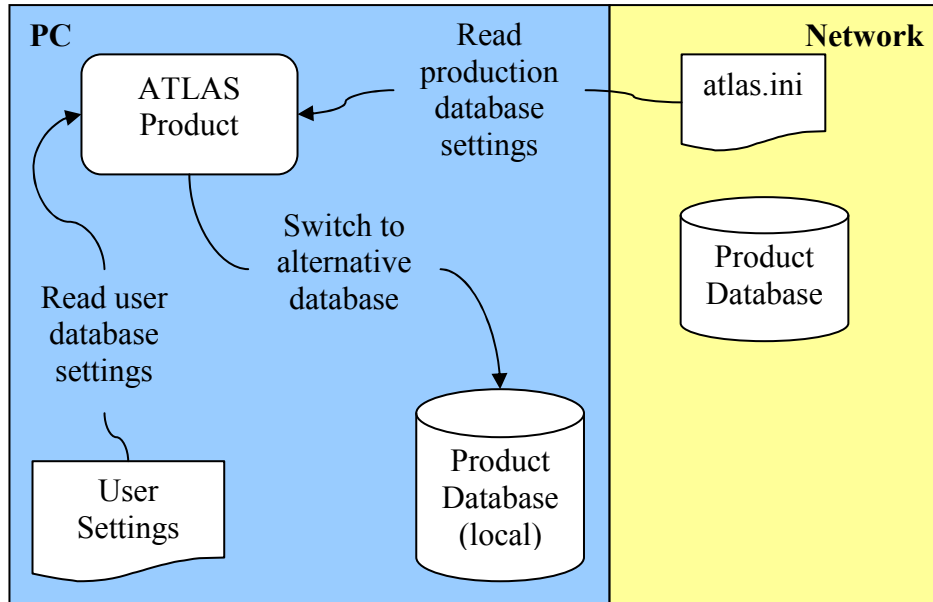 PC
Network
ATLAS
Product
Read
production
database
settings
atlas.ini
Switch to
alternative
database
Product
Database
Read user
database
settings
User
Settings
Product
Database
(local)